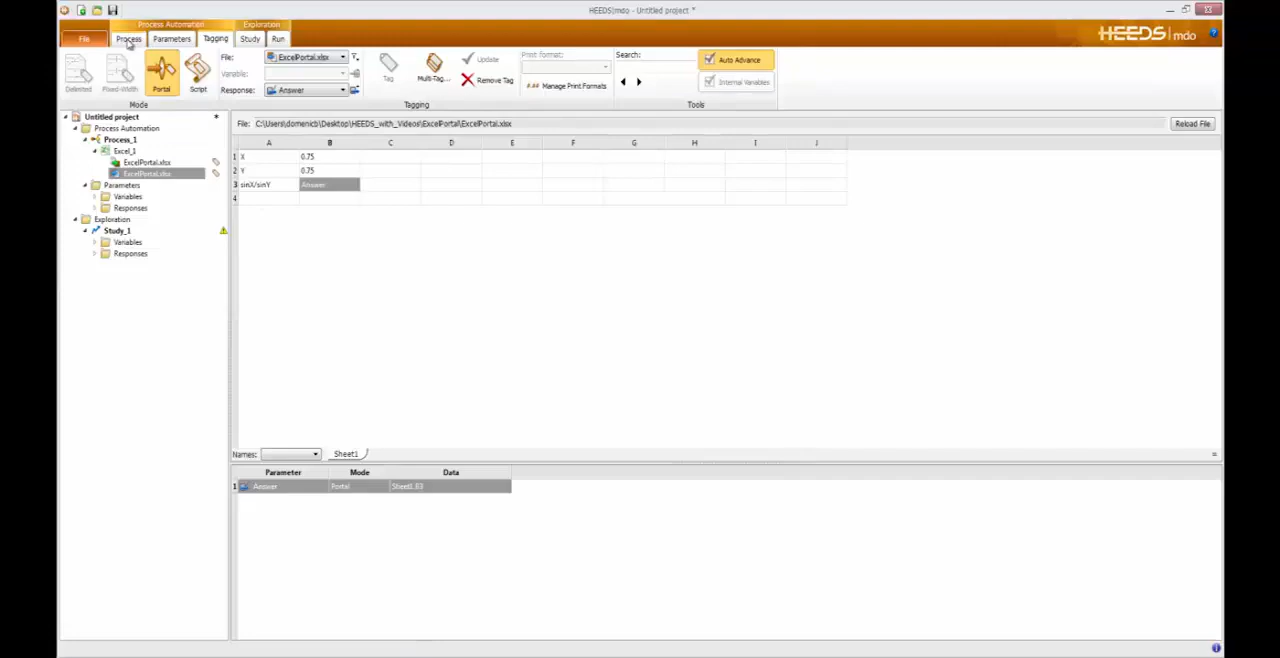 HEEDS|mdo - Untitled project *
Process Automation
Exploration
File
Process
Parameters
Tagging
Study
Run
HEEDS | mdo
Delimited
Fixed-Width
Portal
Script
Mode
File: ExcelPortal.xlsx
Variable:
Response: Answer
Tag
Multi-Tag...
Update
Remove Tag
Tagging
Print format:
#.## Manage Print Formats
Search:
Auto Advance
Internal Variables
Tools
Untitled project *
Process Automation
Process_1
Excel_1
ExcelPortal.xlsx
ExcelPortal.xlsx
Parameters
Variables
Responses
Exploration
Study_1
Variables
Responses
File: C:\Users\domenicb\Desktop\HEEDS_with_Videos\ExcelPortal\ExcelPortal.xlsx
Reload File
A B C D E F G H I J
1 X 0.75
2 Y 0.75
3 sinX/sinY Answer
4
Names:
Sheet1
Parameter Mode Data
1 Answer Portal Sheet1.B3